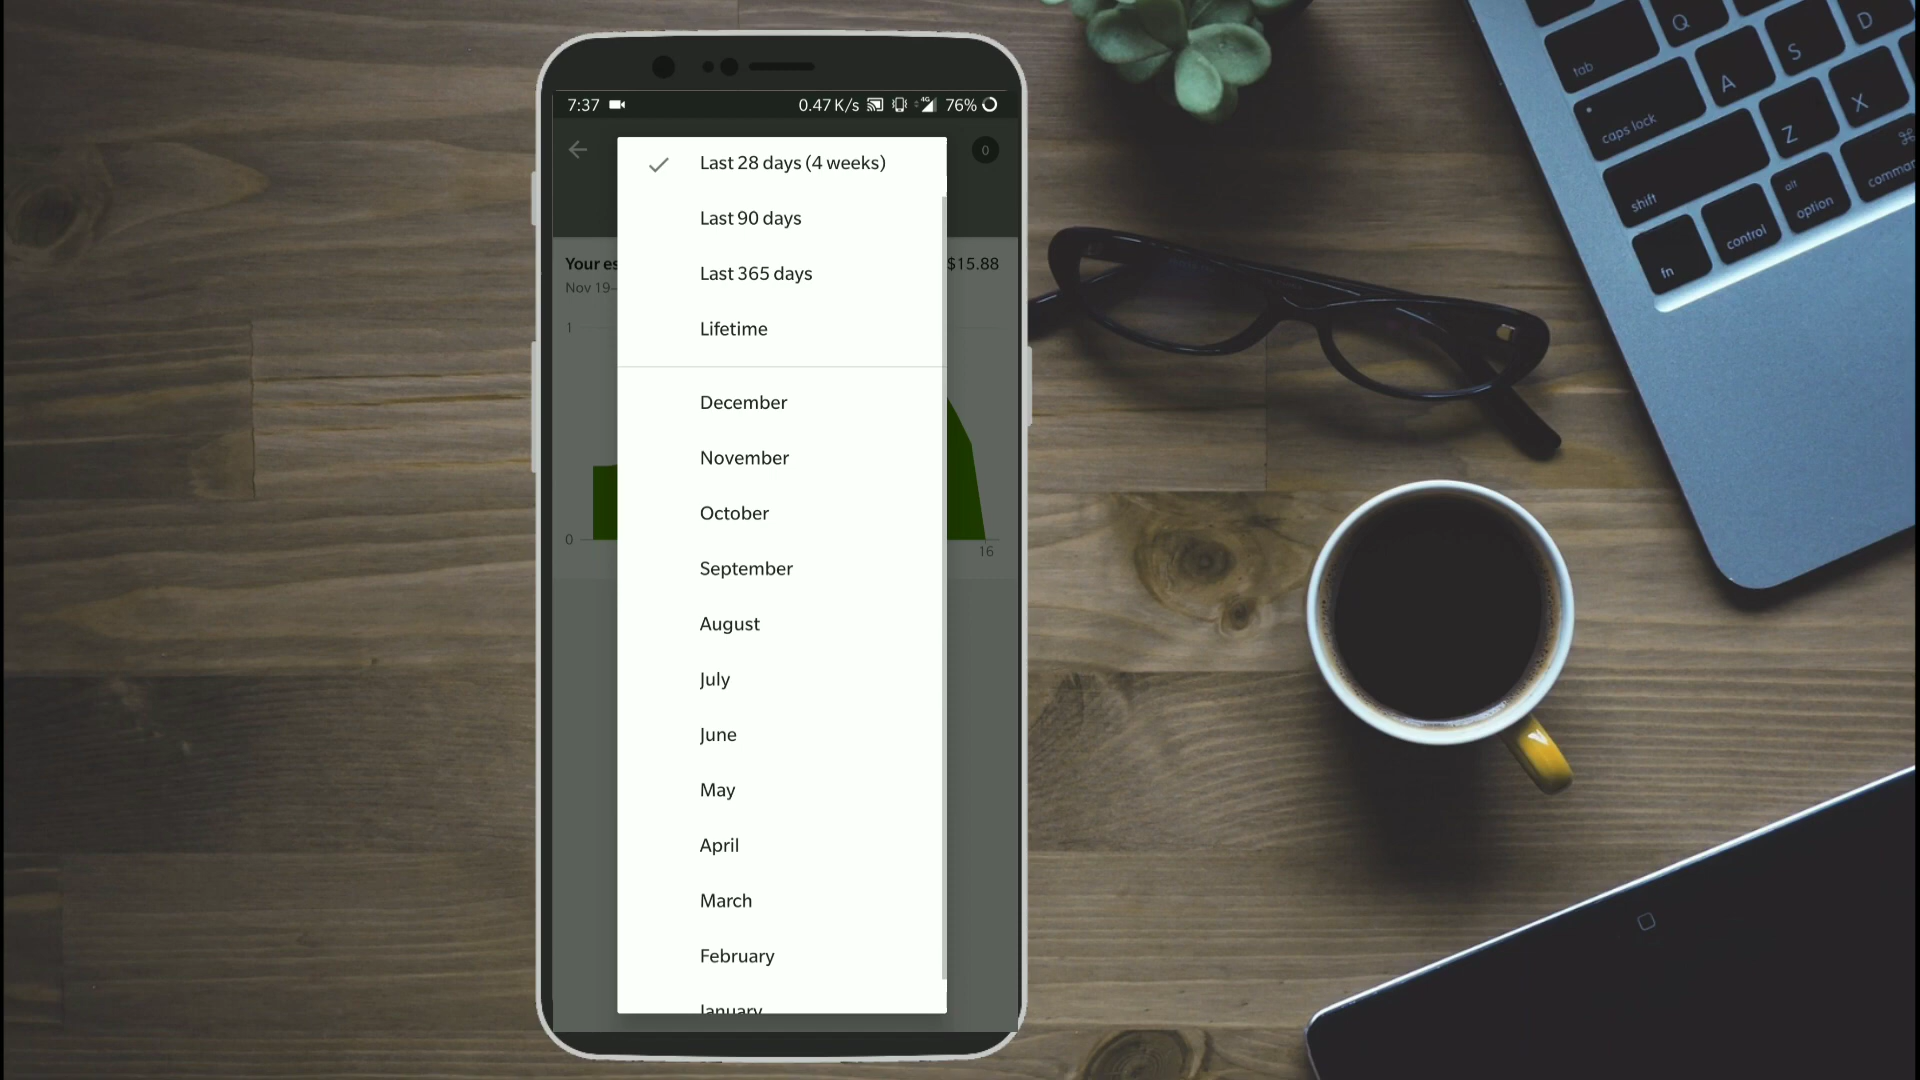 7:37
0.47 K/s
4G
76%
0
Last 28 days (4 weeks)
Last 90 days
Last 365 days
Lifetime
December
November
October
September
August
July
June
May
April
March
February
January
Your es
$15.88
Nov 19–
1
0
16
Q
D
tab
A
S
caps lock
Z
X
shift
⌘
comman
alt
option
control
fn